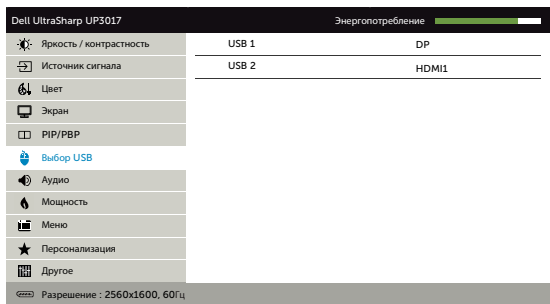 Dell UltraSharp UP3017 Энергопотребление
Яркость / контрастность USB 1 DP
Источник сигнала USB 2 HDMI1
Цвет
Экран
PIP/PBP
Выбор USB
Аудио
Мощность
Меню
Персонализация
Другое
Разрешение : 2560x1600, 60Гц